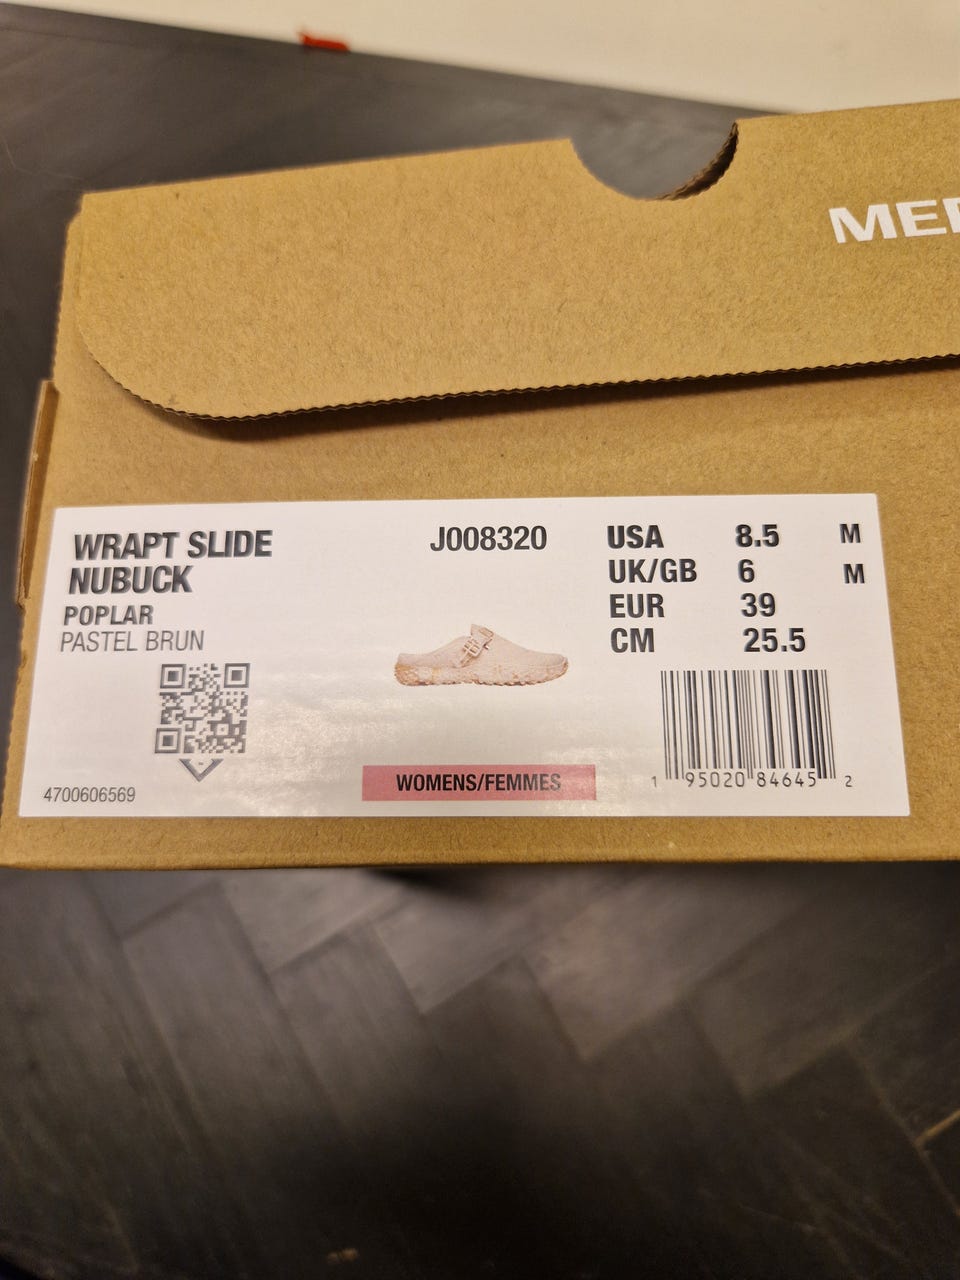 MER
WRAPT SLIDE
NUBUCK
POPLAR
PASTEL BRUN
4700606569
J008320
WOMENS/FEMMES
USA 8.5 M
UK/GB 6 M
EUR 39
CM 25.5
1 95020 84645 2